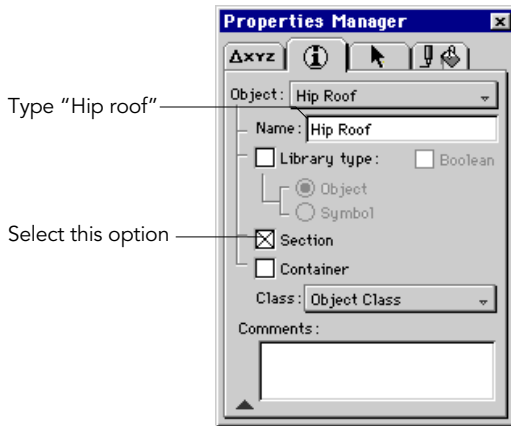 Properties Manager
Δxyz
Object: Hip Roof
Type “Hip roof”
Name: Hip Roof
Library type: Boolean
Object
Symbol
Select this option
Section
Container
Class: Object Class
Comments: